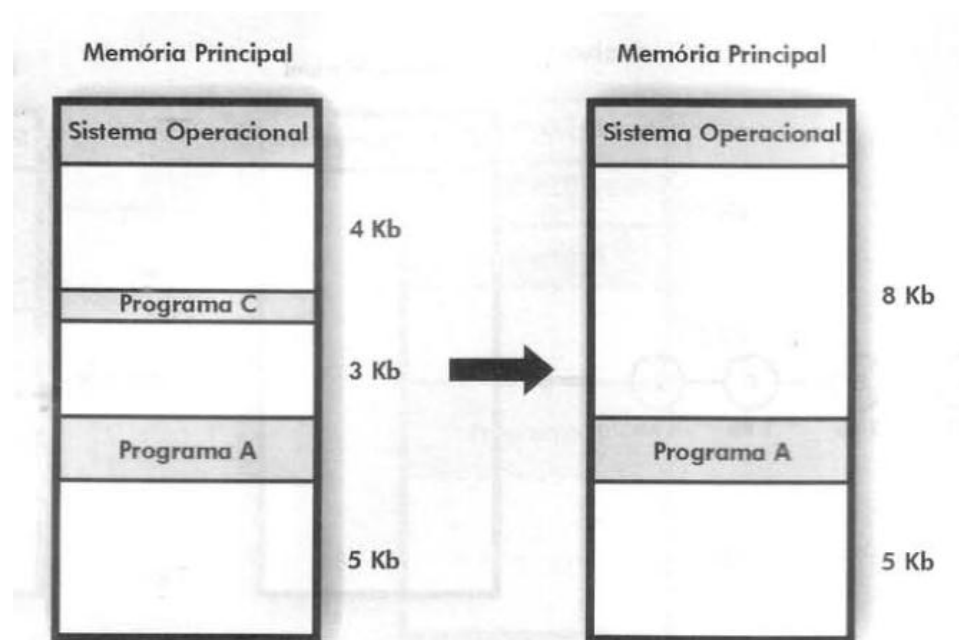 Memória Principal
Sistema Operacional
4 Kb
Programa C
3 Kb
Programa A
5 Kb
Memória Principal
Sistema Operacional
8 Kb
Programa A
5 Kb